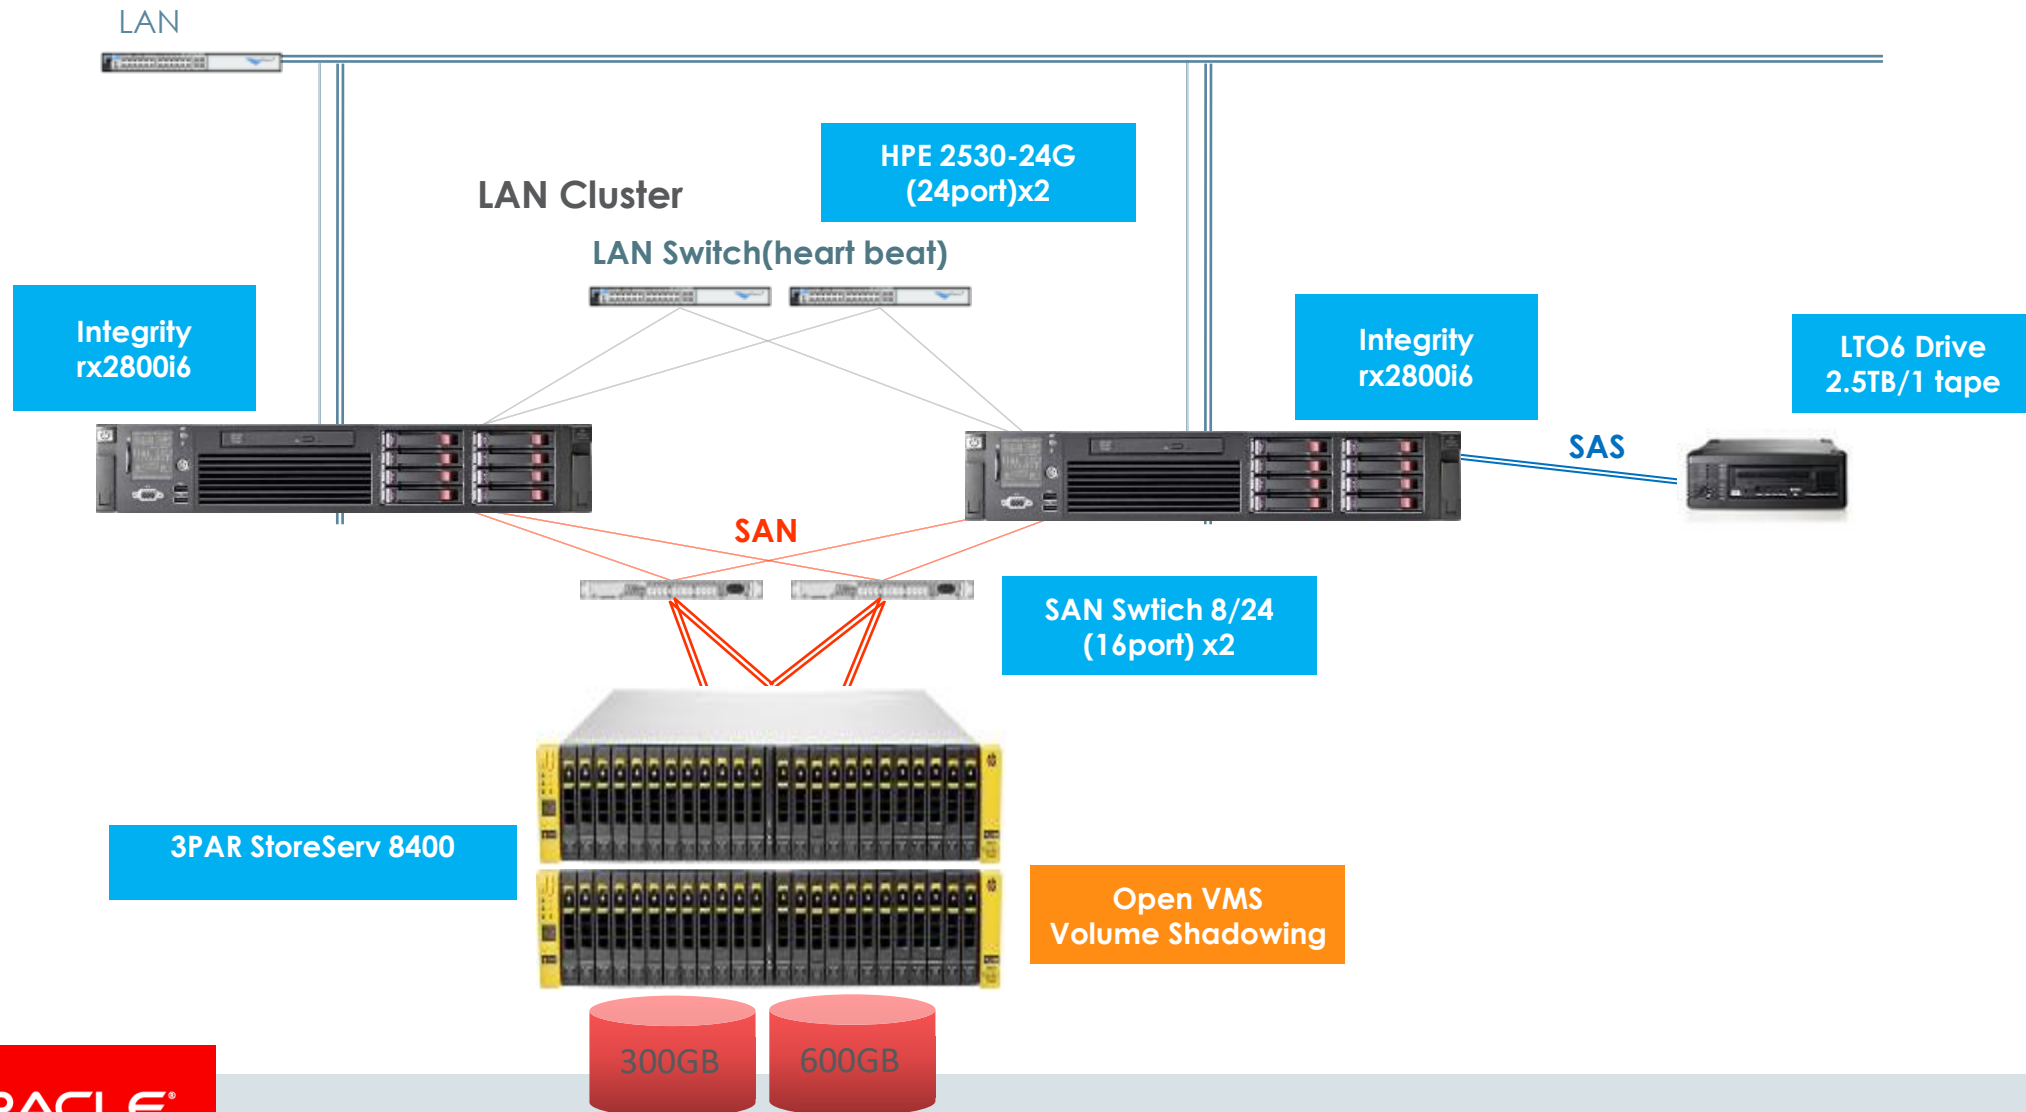 LAN
HPE 2530-24G
(24port)x2
LAN Cluster
LAN Switch(heart beat)
Integrity
rx2800i6
Integrity
rx2800i6
LTO6 Drive
2.5TB/1 tape
SAS
SAN
SAN Swtich 8/24
(16port) x2
3PAR StoreServ 8400
Open VMS
Volume Shadowing
300GB
600GB
RACLE®